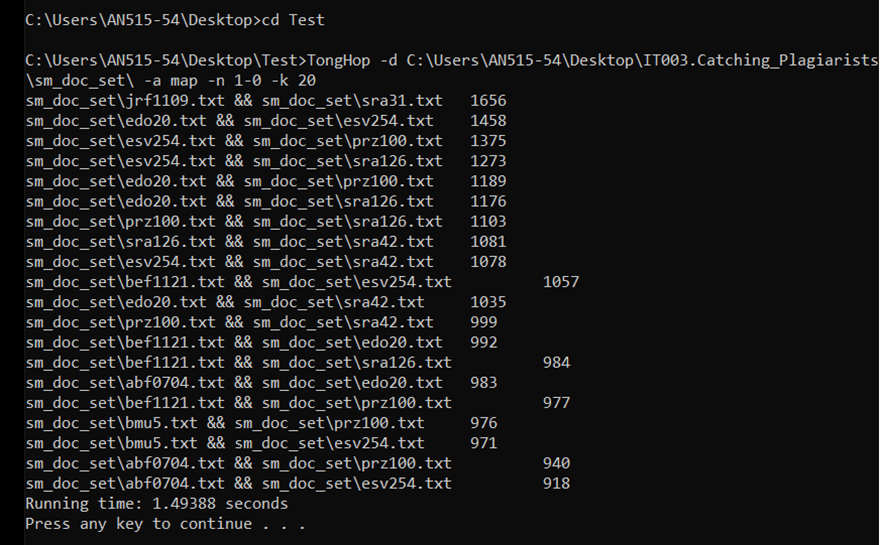 C:\Users\AN515-54\Desktop>cd Test
C:\Users\AN515-54\Desktop\Test>TongHop -d C:\Users\AN515-54\Desktop\IT003.Catching_Plagiarists
\sm_doc_set\ -a map -n 1-0 -k 20
sm_doc_set\jrf1109.txt && sm_doc_set\sra31.txt 1656
sm_doc_set\edo20.txt && sm_doc_set\esv254.txt 1458
sm_doc_set\esv254.txt && sm_doc_set\prz100.txt 1375
sm_doc_set\esv254.txt && sm_doc_set\sra126.txt 1273
sm_doc_set\edo20.txt && sm_doc_set\prz100.txt 1189
sm_doc_set\edo20.txt && sm_doc_set\sra126.txt 1176
sm_doc_set\prz100.txt && sm_doc_set\sra126.txt 1103
sm_doc_set\sra126.txt && sm_doc_set\sra42.txt 1081
sm_doc_set\esv254.txt && sm_doc_set\sra42.txt 1078
sm_doc_set\bef1121.txt && sm_doc_set\esv254.txt 1057
sm_doc_set\edo20.txt && sm_doc_set\sra42.txt 1035
sm_doc_set\prz100.txt && sm_doc_set\sra42.txt 999
sm_doc_set\bef1121.txt && sm_doc_set\edo20.txt 992
sm_doc_set\bef1121.txt && sm_doc_set\sra126.txt 984
sm_doc_set\abf0704.txt && sm_doc_set\edo20.txt 983
sm_doc_set\bef1121.txt && sm_doc_set\prz100.txt 977
sm_doc_set\bmu5.txt && sm_doc_set\prz100.txt 976
sm_doc_set\bmu5.txt && sm_doc_set\esv254.txt 971
sm_doc_set\abf0704.txt && sm_doc_set\prz100.txt 940
sm_doc_set\abf0704.txt && sm_doc_set\esv254.txt 918
Running time: 1.49388 seconds
Press any key to continue . . .